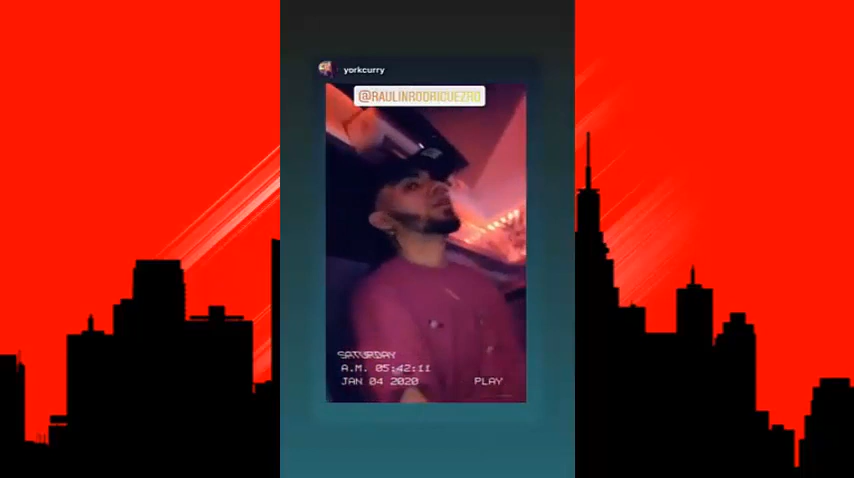 yorkcurry
@RAULINRODRIGUEZRD
SATURDAY
A.M. 05:42:11
JAN 04 2020
PLAY